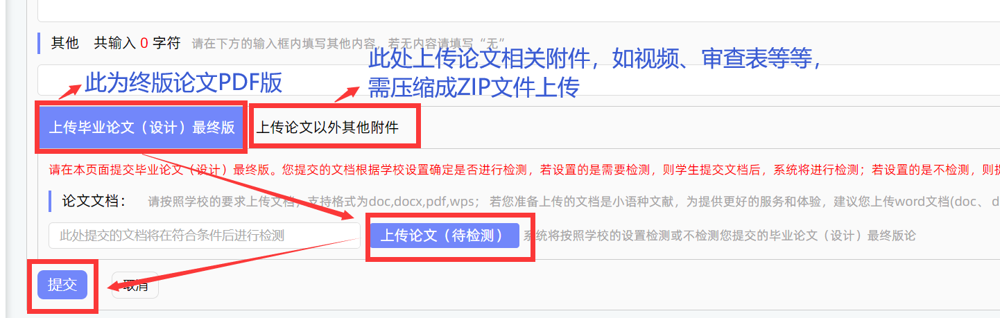 其他 共输入 0 字符 请在下方的输入框内填写其他内容，若无内容请填写“无”
此处上传论文相关附件，如视频、审查表等等，
需压缩成ZIP文件上传
此为终版论文PDF版
上传毕业论文（设计）最终版 上传论文以外其他附件
请在本页面提交毕业论文（设计）最终版。您提交的文档根据学校设置确定是否进行检测，若设置的是需要检测，则学生提交文档后，系统将进行检测；若设置的是不检测，则提
论文文档： 请按照学校的要求上传文档，支持格式为doc,docx,pdf,wps； 若您准备上传的文档是小语种文献，为提供更好的服务和体验，建议您上传word文档(doc、 d
此处提交的文档将在符合条件后进行检测 上传论文（待检测） 系统将按照学校的设置检测或不检测您提交的毕业论文（设计）最终版论
提交 取消